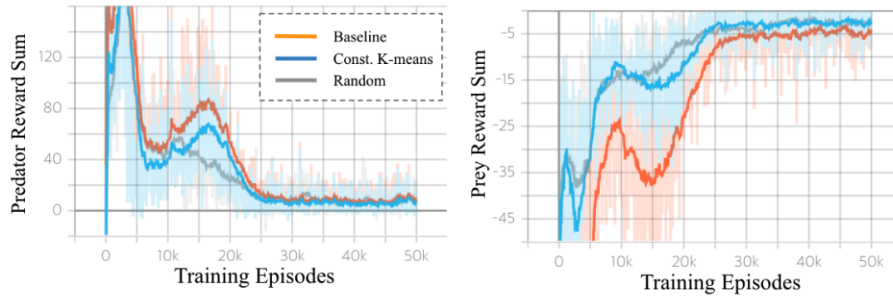 Predator Reward Sum
120
80
40
0
0
10k
20k
30k
40k
50k
Training Episodes
Baseline
Const. K-means
Random
Prey Reward Sum
-5
-15
-25
-35
-45
0
10k
20k
30k
40k
50k
Training Episodes